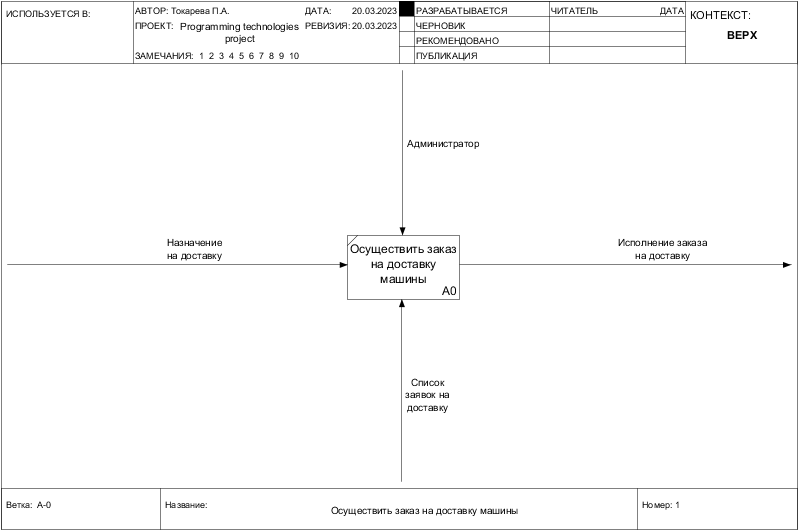 ИСПОЛЬЗУЕТСЯ В:
АВТОР: Токарева П.А.
ДАТА: 20.03.2023
ПРОЕКТ: Programming technologies
project
РЕВИЗИЯ: 20.03.2023
ЗАМЕЧАНИЯ: 1 2 3 4 5 6 7 8 9 10
РАЗРАБАТЫВАЕТСЯ
ЧЕРНОВИК
РЕКОМЕНДОВАНО
ПУБЛИКАЦИЯ
ЧИТАТЕЛЬ ДАТА
КОНТЕКСТ:
ВЕРХ
Администратор
Назначение
на доставку
Осуществить заказ
на доставку
машины
A0
Исполнение заказа
на доставку
Список
заявок на
доставку
Ветка: A-0
Название:
Осуществить заказ на доставку машины
Номер: 1